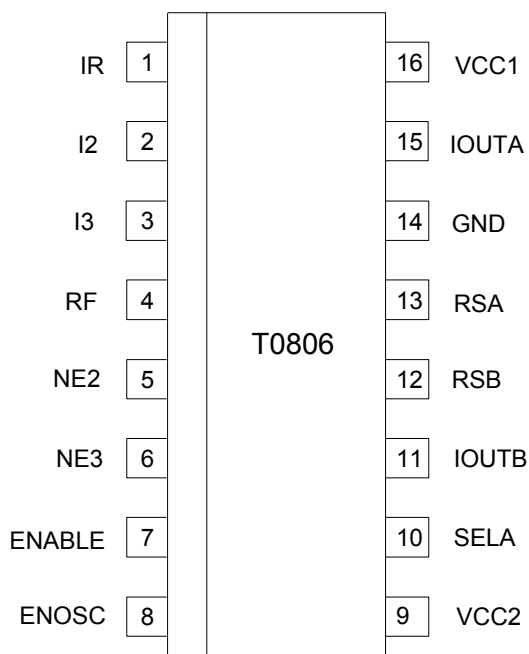 IR 1 16 VCC1
I2 2 15 IOUTA
I3 3 14 GND
RF 4 13 RSA
T0806
NE2 5 12 RSB
NE3 6 11 IOUTB
ENABLE 7 10 SELA
ENOSC 8 9 VCC2